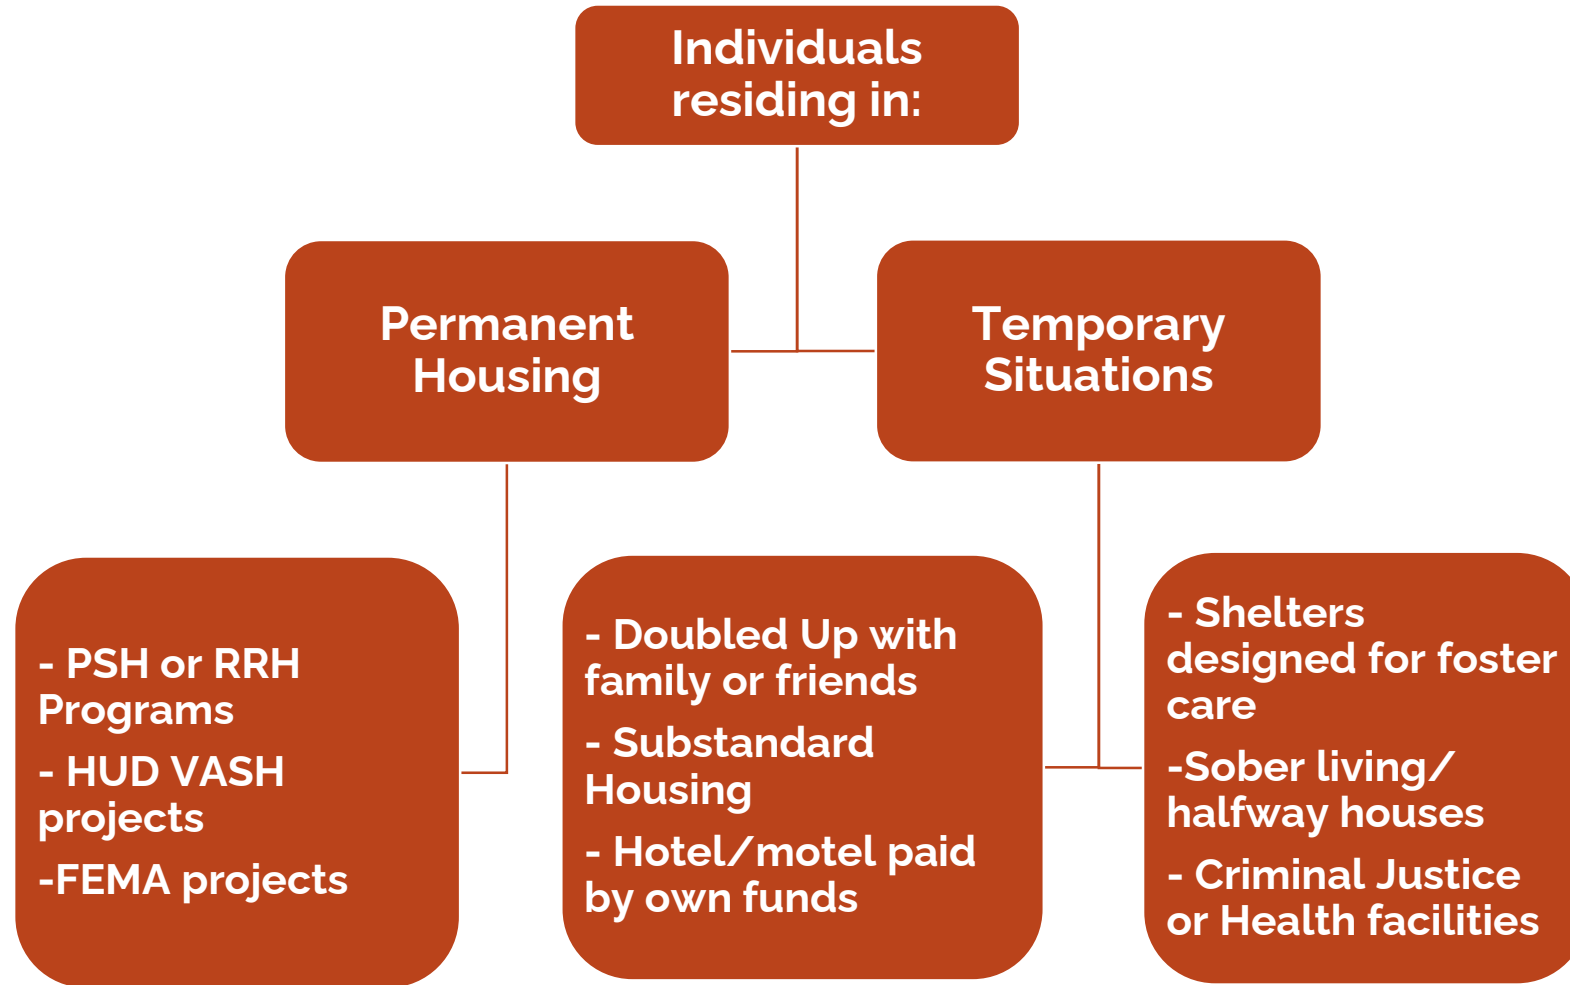 Individuals
residing in:
Permanent
Housing
Temporary
Situations
- PSH or RRH
Programs
- HUD VASH
projects
-FEMA projects
- Doubled Up with
family or friends
- Substandard
Housing
- Hotel/motel paid
by own funds
- Shelters
designed for foster
care
-Sober living/
halfway houses
- Criminal Justice
or Health facilities